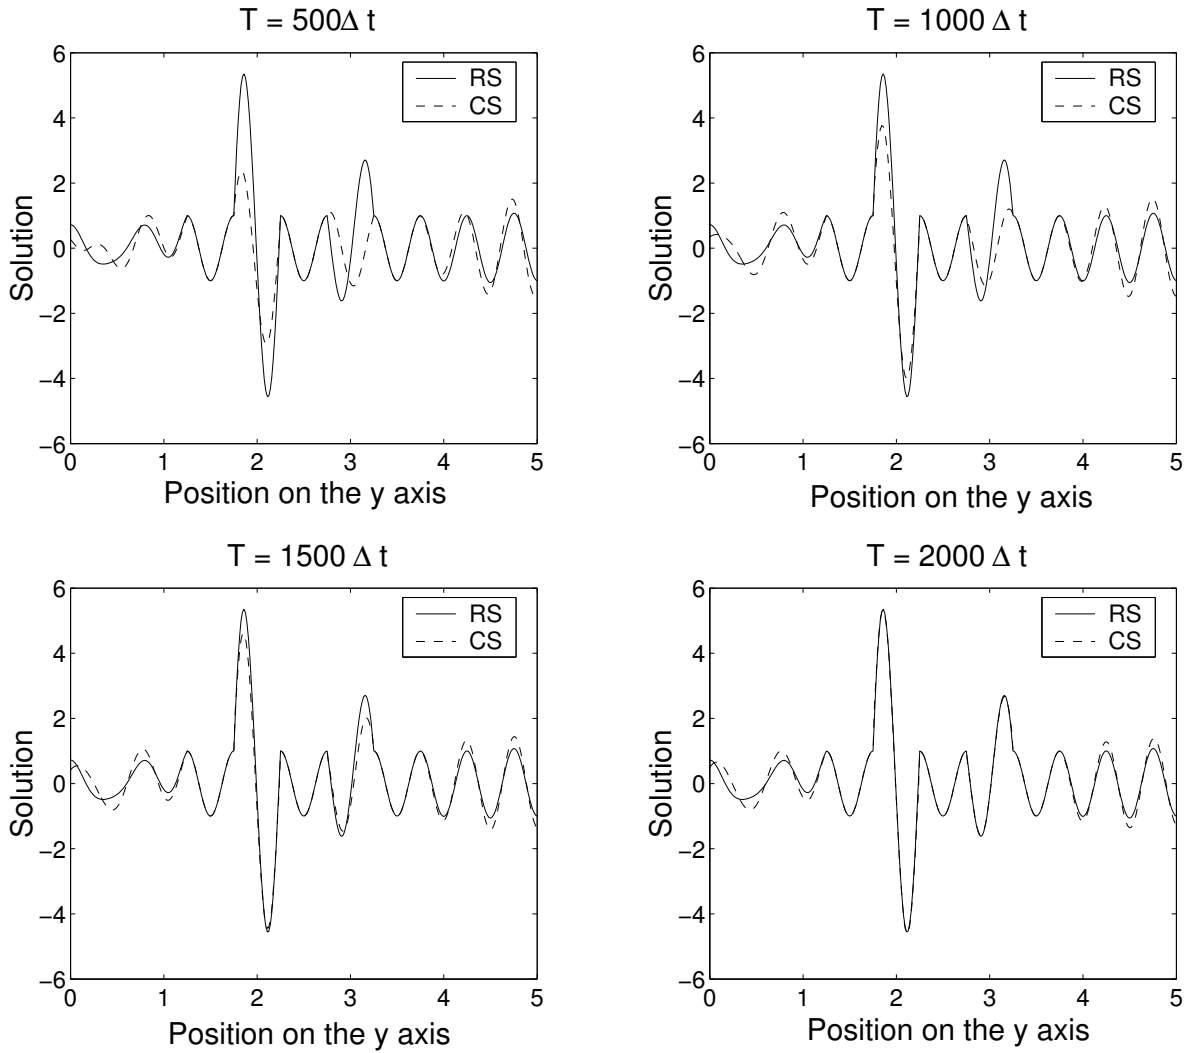 T = 500Δ t
6
4
2
0
−2
−4
−6
0 1 2 3 4 5
Solution
Position on the y axis
RS
CS
T = 1000 Δ t
6
4
2
0
−2
−4
−6
0 1 2 3 4 5
Solution
Position on the y axis
RS
CS
T = 1500 Δ t
6
4
2
0
−2
−4
−6
0 1 2 3 4 5
Solution
Position on the y axis
RS
CS
T = 2000 Δ t
6
4
2
0
−2
−4
−6
0 1 2 3 4 5
Solution
Position on the y axis
RS
CS